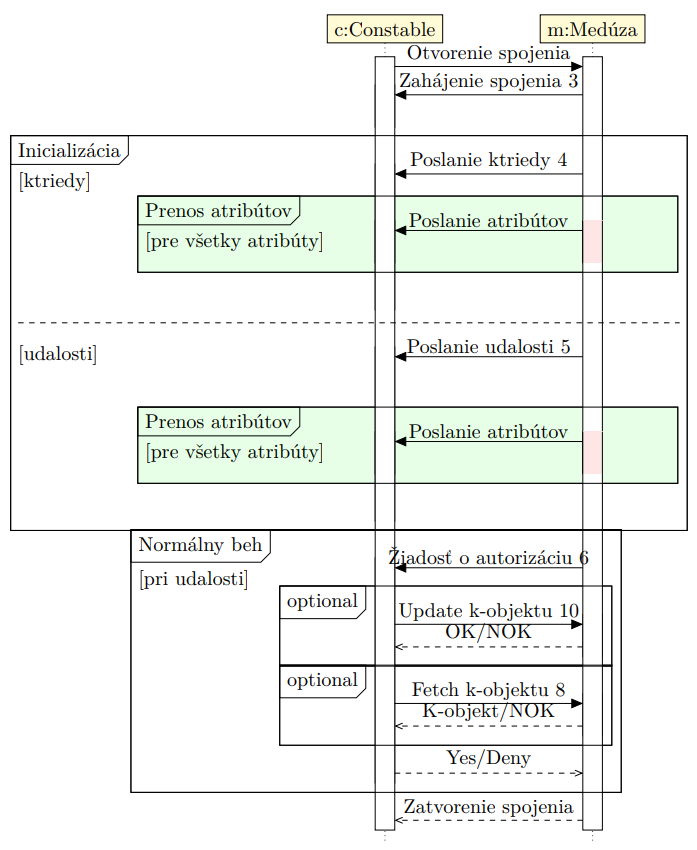 c:Constable
m:Medúza
Otvorenie spojenia
Zahájenie spojenia 3
Inicializácia
Poslanie ktriedy 4
[ktriedy]
Prenos atribútov
Poslanie atribútov
[pre všetky atribúty]
[udalosti]
Poslanie udalosti 5
Prenos atribútov
Poslanie atribútov
[pre všetky atribúty]
Normálny beh
Žiadosť o autorizáciu 6
[pri udalosti]
optional
Update k-objektu 10
OK/NOK
optional
Fetch k-objektu 8
K-objekt/NOK
Yes/Deny
Zatvorenie spojenia